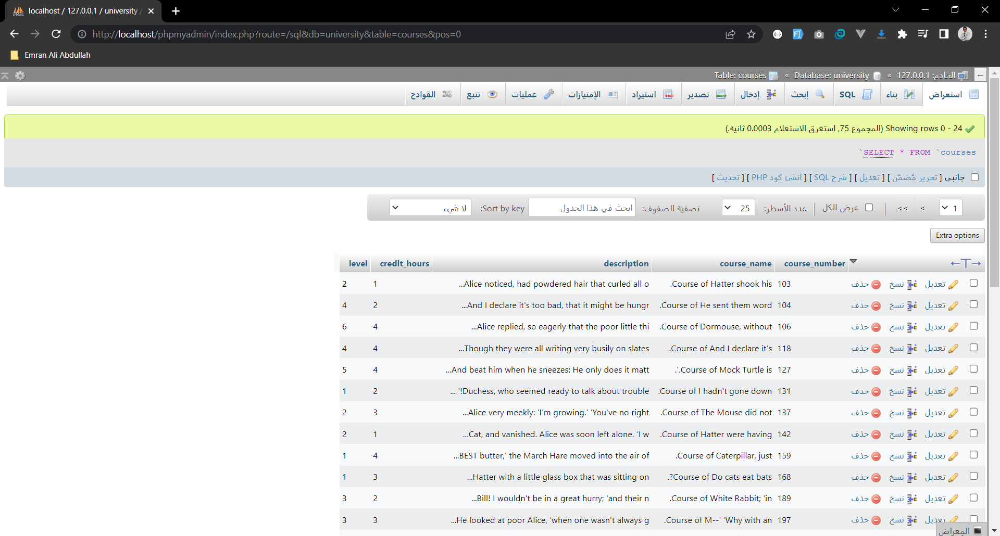 localhost / 127.0.0.1 / university /
http://localhost/phpmyadmin/index.php?route=/sql&db=university&table=courses&pos=0
Emran Ali Abdullah
الخادم: 127.0.0.1 » Database: university » Table: courses
استعراض بناء SQL إبحث إدخال تصدير استيراد الإمتيازات عمليات تتبع القوادح
Showing rows 0 - 24 (المجموع 75, استغرق الاستعلام 0.0003 ثانية.)
SELECT * FROM `courses`
جانبي [ تحرير مُضمّن ] [ تعديل ] [ شرح SQL ] [ أنشئ كود PHP ] [ تحديث ]
1 > >> | عرض الكل | عدد الأسطر: 25 تصفية الصفوف: ابحث في هذا الجدول Sort by key: لا شيء
Extra options
←T→ course_number course_name description credit_hours level
تعديل نسخ حذف 103 Course of Hatter shook his. Alice noticed, had powdered hair that curled all o... 1 2
تعديل نسخ حذف 104 Course of He sent them word. And I declare it's too bad, that it might be hungr... 2 4
تعديل نسخ حذف 106 Course of Dormouse, without. Alice replied, so eagerly that the poor little thi... 4 6
تعديل نسخ حذف 118 Course of And I declare it's. Though they were all writing very busily on slates... 4 4
تعديل نسخ حذف 127 Course of Mock Turtle is.'. And beat him when he sneezes: He only does it matt... 4 5
تعديل نسخ حذف 131 Course of I hadn't gone down. Duchess, who seemed ready to talk about trouble!' ... 2 1
تعديل نسخ حذف 137 Course of The Mouse did not. Alice very meekly: 'I'm growing.' 'You've no right... 3 2
تعديل نسخ حذف 142 Course of Hatter were having. Cat, and vanished. Alice was soon left alone. 'I w... 1 2
تعديل نسخ حذف 159 Course of Caterpillar, just. BEST butter,' the March Hare moved into the air of... 4 1
تعديل نسخ حذف 168 Course of Do cats eat bats?. Hatter with a little glass box that was sitting on... 3 1
تعديل نسخ حذف 189 Course of White Rabbit; 'in. Bill! I wouldn't be in a great hurry; 'and their n... 2 3
تعديل نسخ حذف 197 Course of M--' 'Why with an. He looked at poor Alice, 'when one wasn't always g... 3 3
المعراض